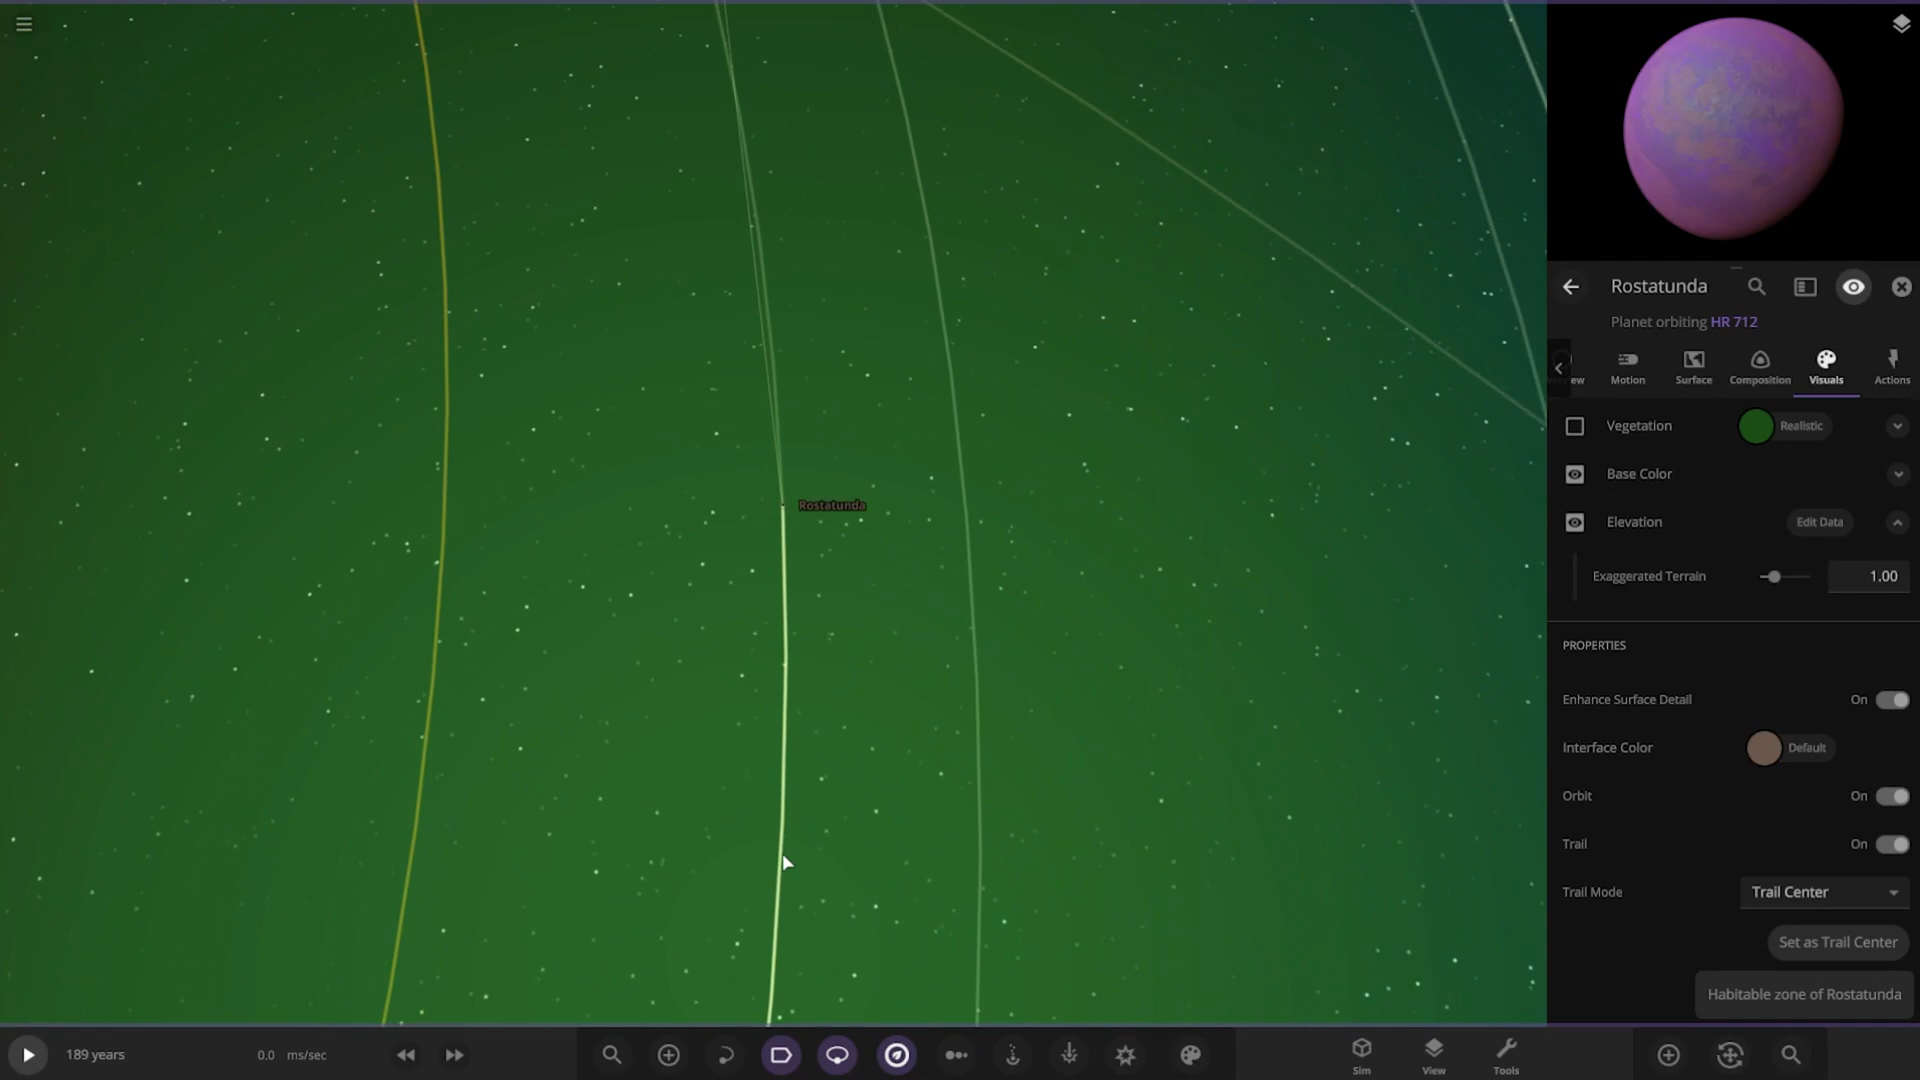 Rostatunda
Planet orbiting HR 712
Motion
Surface
Composition
Visuals
Actions
Vegetation
Realistic
Base Color
Rostatunda
Elevation
Edit Data
Exaggerated Terrain
1.00
PROPERTIES
Enhance Surface Detail
On
Interface Color
Default
Orbit
On
Trail
On
Trail Mode
Trail Center
Set as Trail Center
Habitable zone of Rostatunda
189 years
0.0 ms/sec
Sim
View
Tools